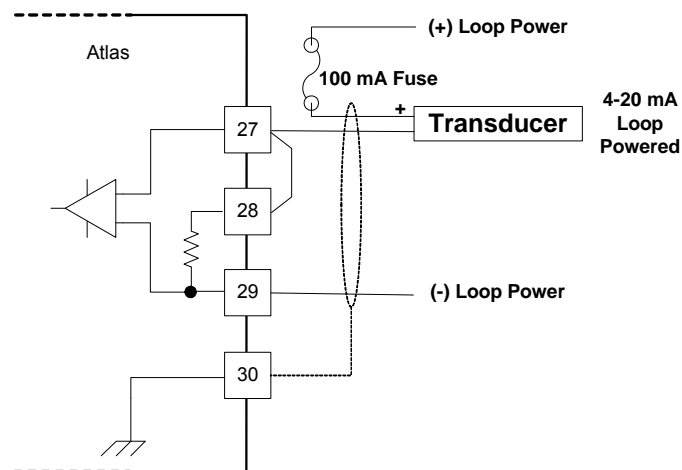 (+) Loop Power
Atlas
100 mA Fuse
+
Transducer
4-20 mA
Loop
Powered
27
28
29
(-) Loop Power
30